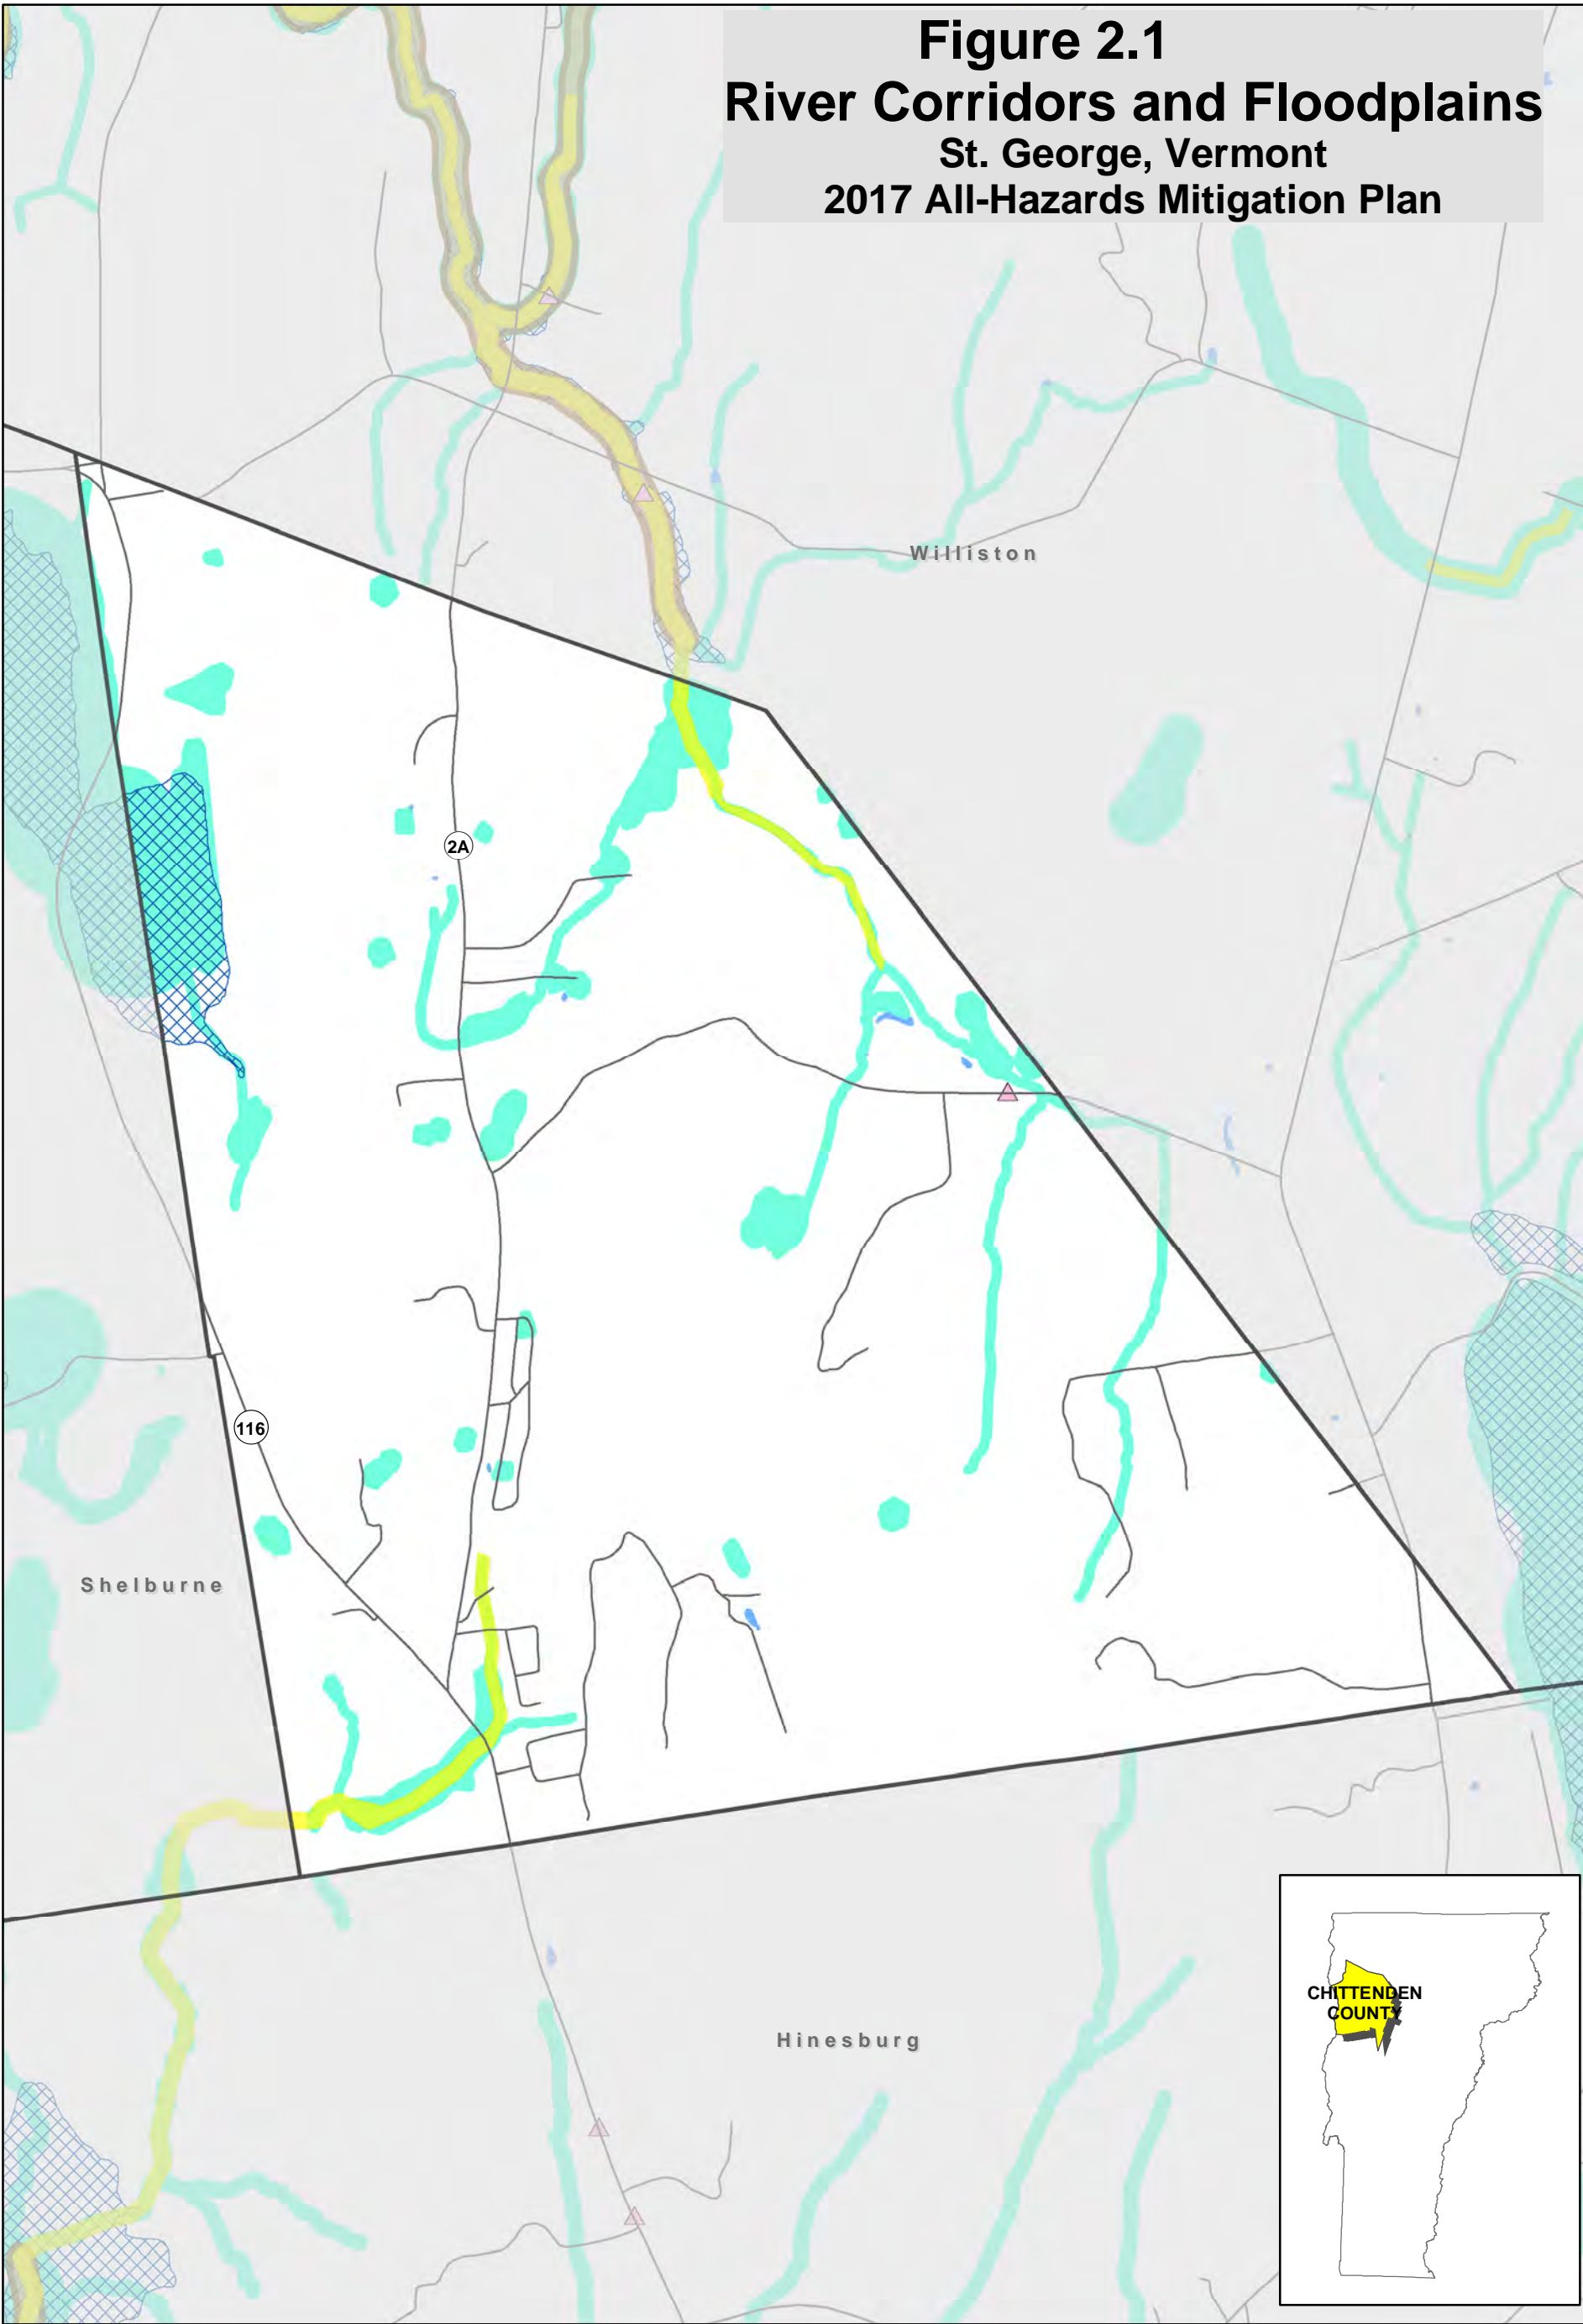 Figure 2.1
River Corridors and Floodplains
St. George, Vermont
2017 All-Hazards Mitigation Plan
Williston
2A
116
Shelburne
CHITTENDEN
COUNTY
Hinesburg